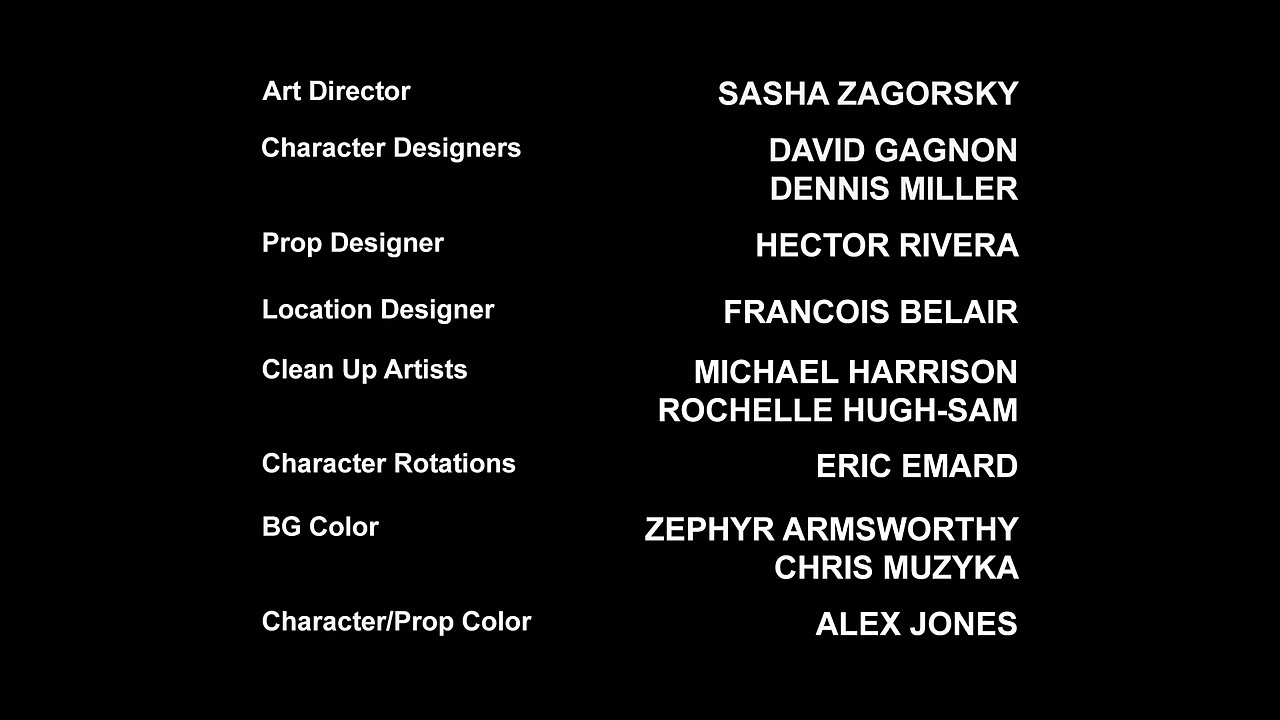 Art Director SASHA ZAGORSKY
Character Designers DAVID GAGNON
DENNIS MILLER
Prop Designer HECTOR RIVERA
Location Designer FRANCOIS BELAIR
Clean Up Artists MICHAEL HARRISON
ROCHELLE HUGH-SAM
Character Rotations ERIC EMARD
BG Color ZEPHYR ARMSWORTHY
CHRIS MUZYKA
Character/Prop Color ALEX JONES